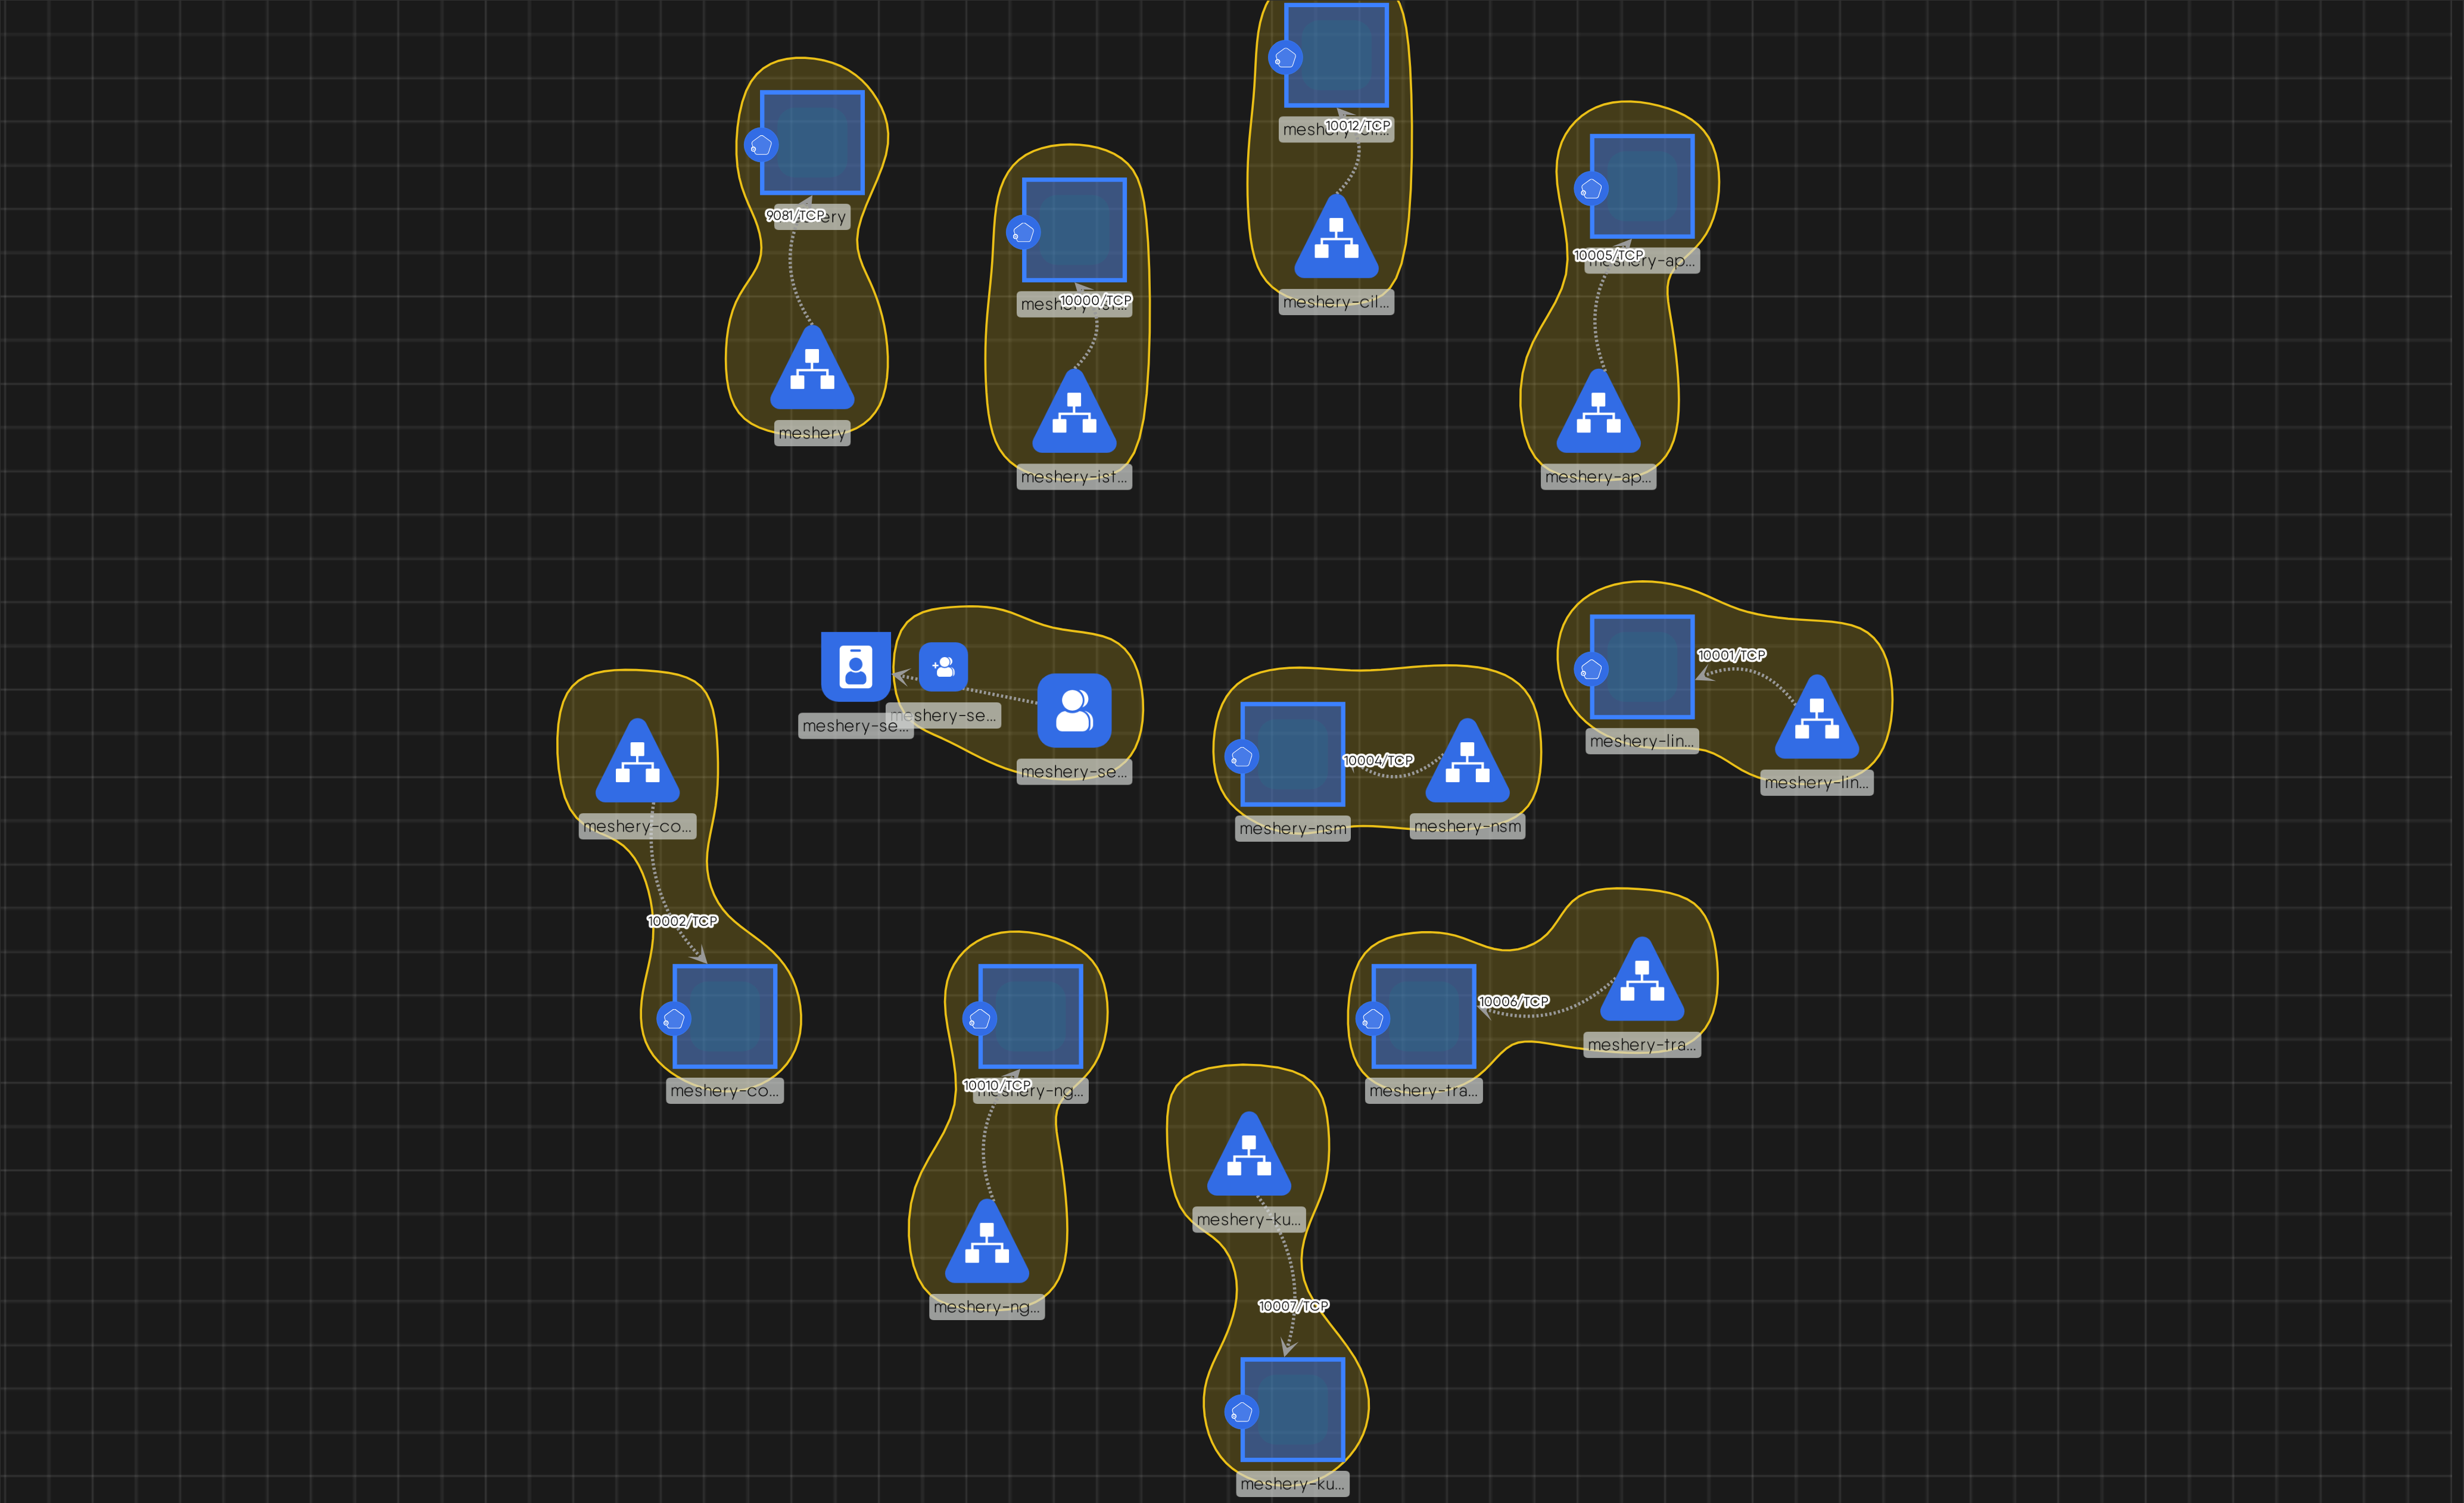 10012/TCP
meshery-cil...
9081/TCP
meshery
10000/TCP
meshery-ist...
10005/TCP
meshery-ap...
meshery-se...
meshery-se...
meshery-se...
10001/TCP
meshery-lin...
meshery-lin...
10004/TCP
meshery-nsm
meshery-nsm
meshery-co...
10002/TCP
meshery-co...
10006/TCP
meshery-tra...
meshery-tra...
10010/TCP
meshery-ng...
meshery-ku...
10007/TCP
meshery-ku...